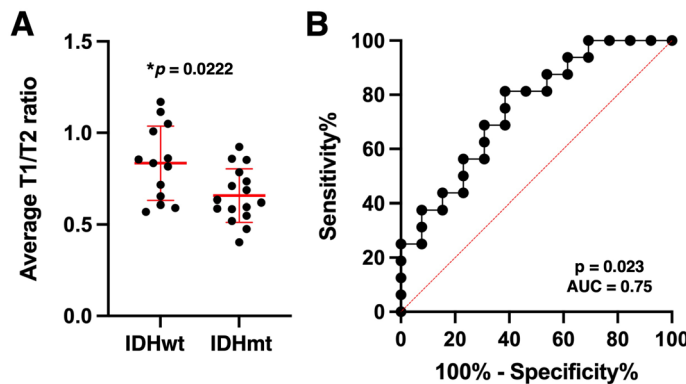 A
Average T1/T2 ratio
1.5
1.0
0.5
0.0
*p = 0.0222
IDHwt
IDHmt
B
Sensitivity%
100
80
60
40
20
0
p = 0.023
AUC = 0.75
0 20 40 60 80 100
100% - Specificity%